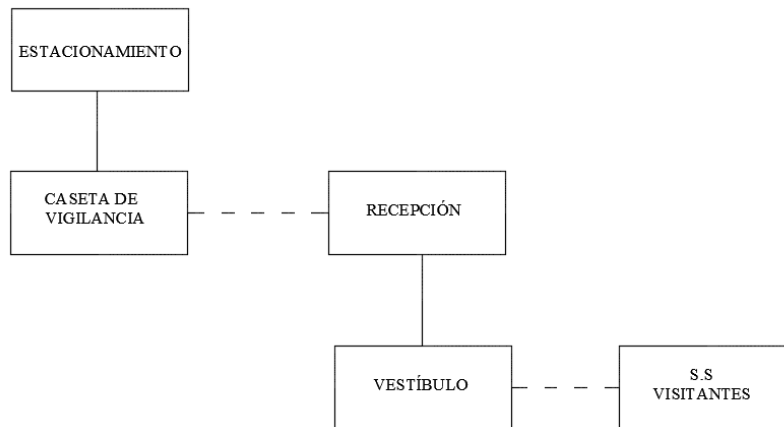 ESTACIONAMIENTO
CASETA DE
VIGILANCIA
RECEPCIÓN
VESTÍBULO
S.S
VISITANTES